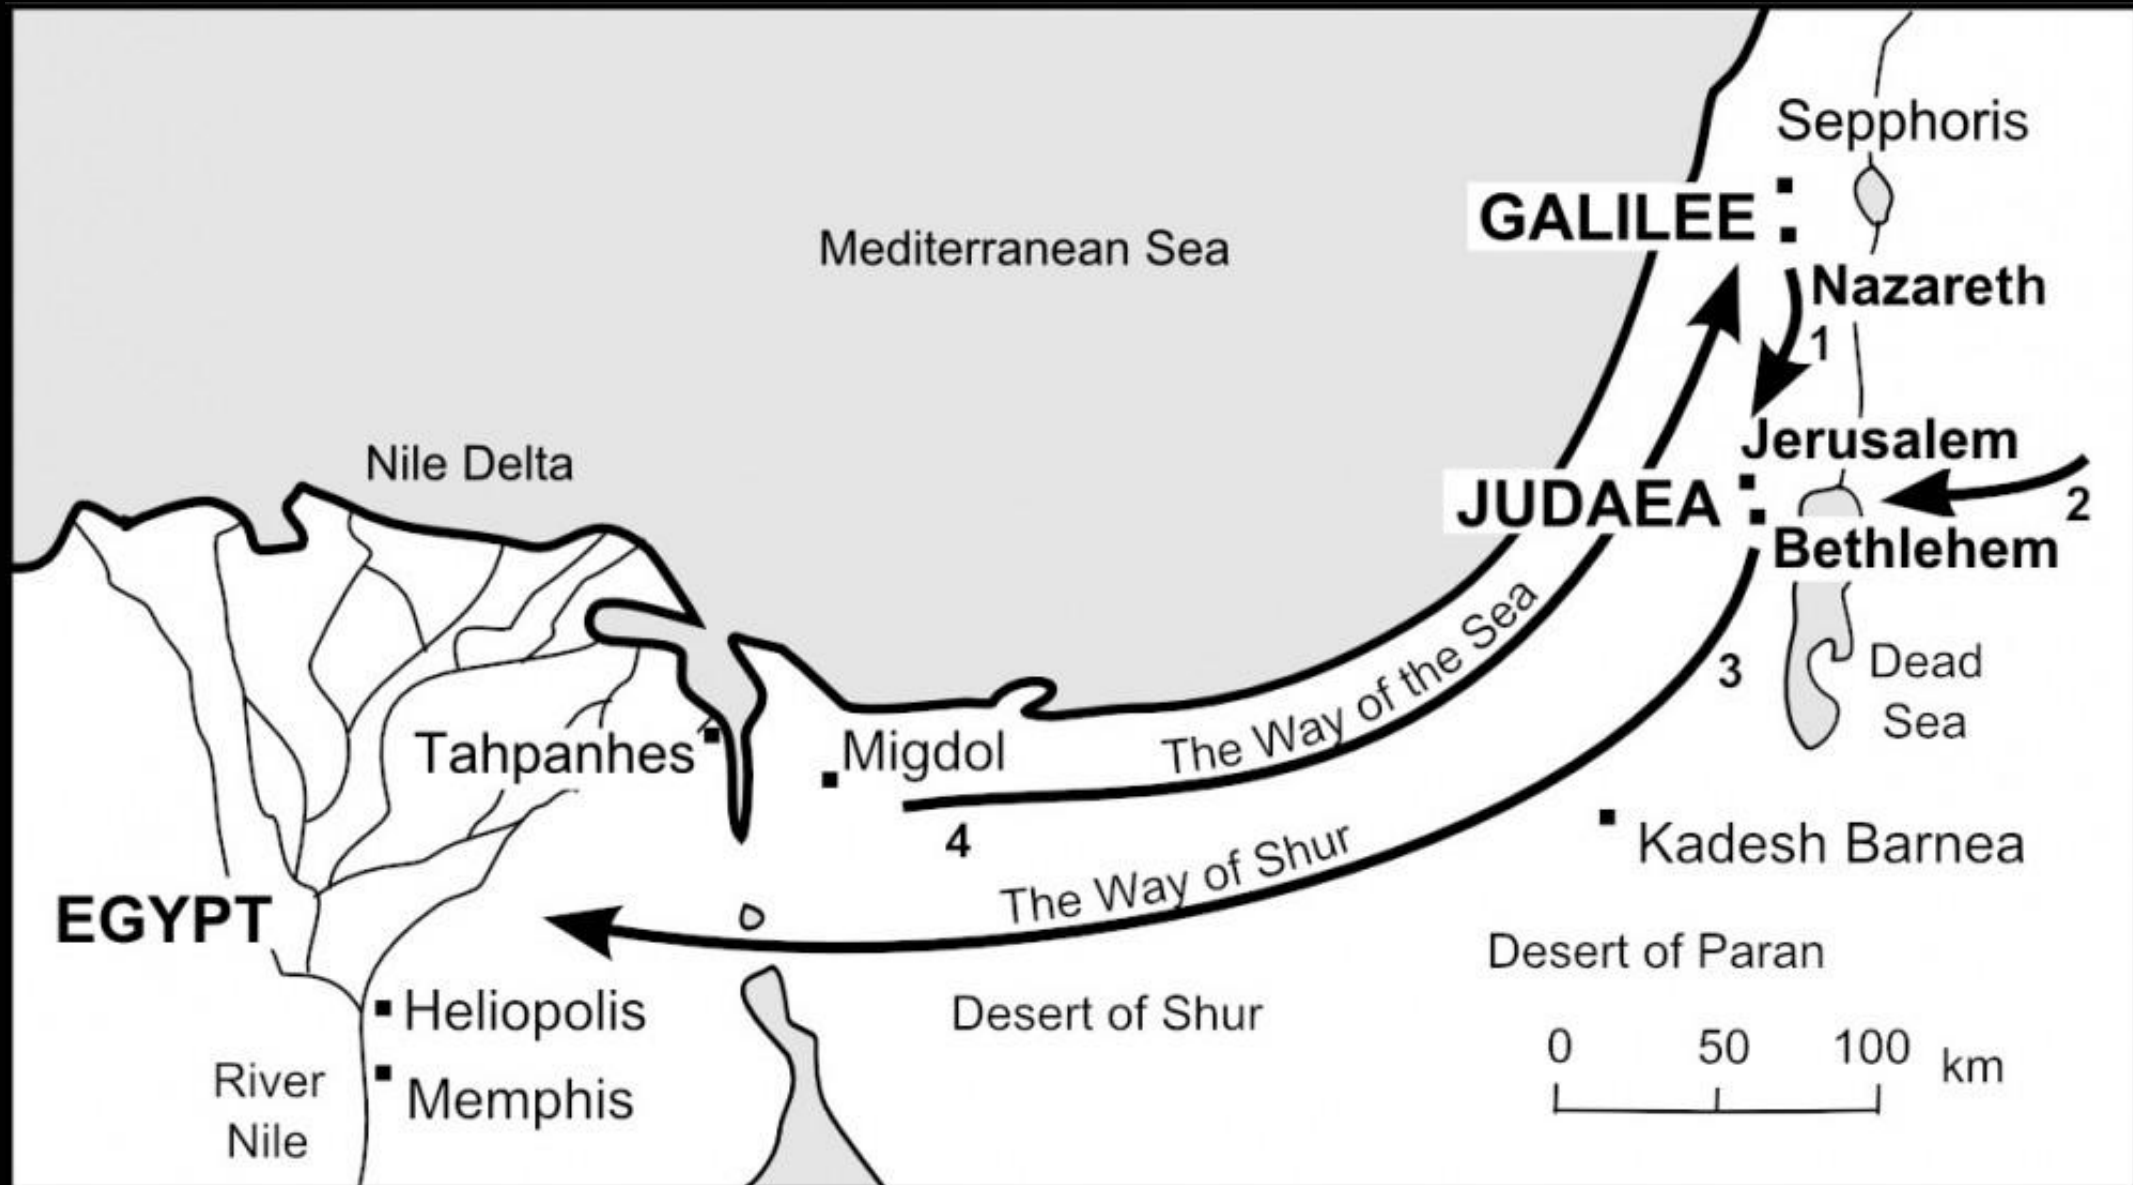 Sepphoris
GALILEE
Mediterranean Sea
Nazareth
1
Jerusalem
Nile Delta
JUDAEA
2
Bethlehem
The Way of the Sea
3
Dead
Sea
Tahpanhes
Migdol
4
The Way of Shur
Kadesh Barnea
EGYPT
Desert of Paran
Heliopolis
Desert of Shur
0 50 100 km
River
Nile
Memphis